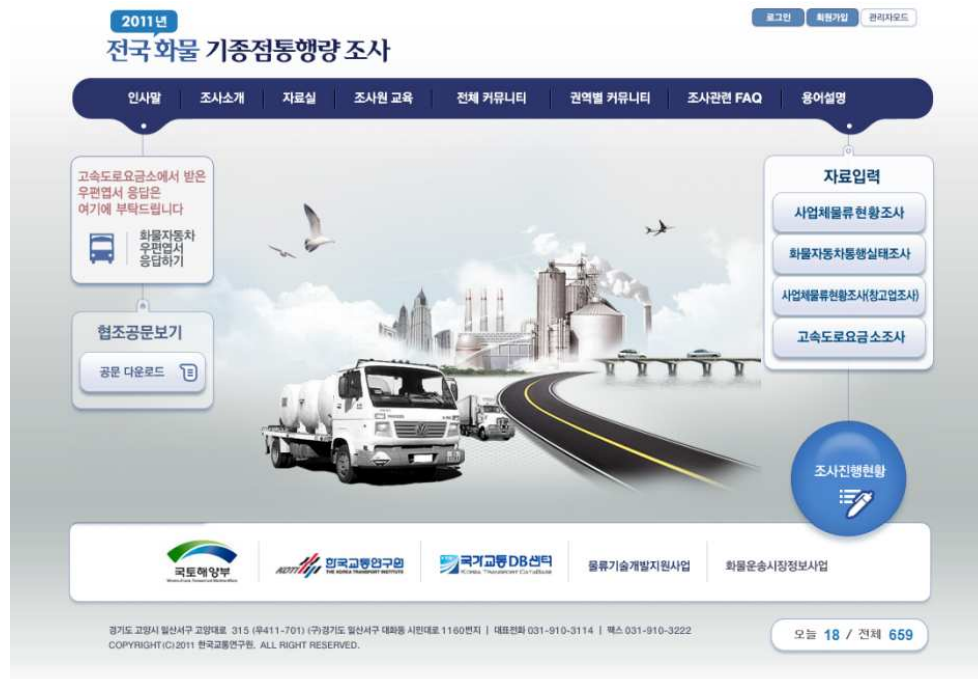 로그인 회원가입 관리자모드
2011년
전국화물 기종점통행량 조사
인사말 조사소개 자료실 조사원 교육 전체 커뮤니티 권역별 커뮤니티 조사관련 FAQ 용어설명
고속도로요금소에서 받은
우편엽서 응답은
여기에 부탁드립니다
화물자동차
우편엽서
응답하기
협조공문보기
공문 다운로드
자료입력
사업체물류현황조사
화물자동차통행실태조사
사업체물류현황조사(창고업조사)
고속도로요금소조사
조사진행현황
국토해양부
KOTI 한국교통연구원
THE KOREA TRANSPORT INSTITUTE
국가교통DB센터
KOREA TRANSPORT DATABASE
물류기술개발지원사업
화물운송시장정보사업
경기도 고양시 일산서구 고양대로 315 (우411-701) (구)경기도 일산서구 대화동 시민대로 1160번지 | 대표전화 031-910-3114 | 팩스 031-910-3222
COPYRIGHT(C)2011 한국교통연구원. ALL RIGHT RESERVED.
오늘 18 / 전체 659